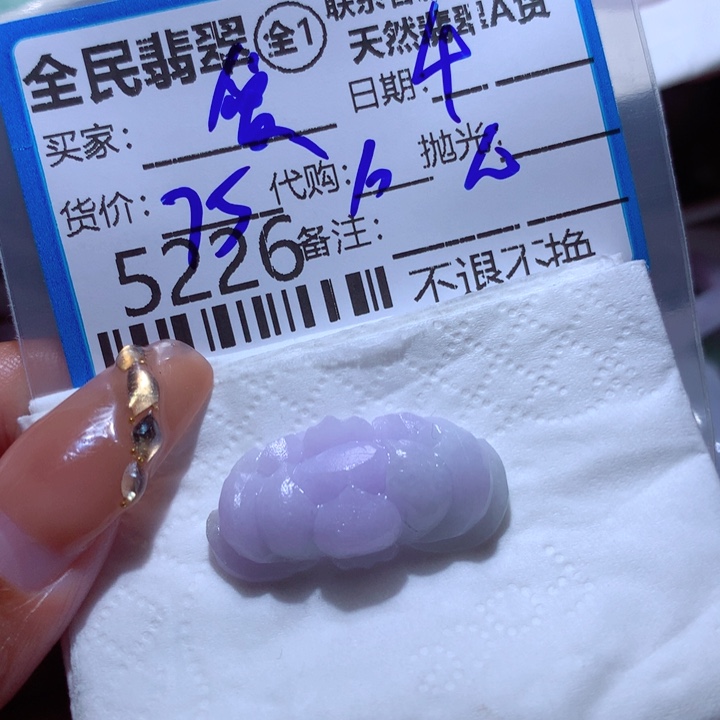 全民翡翠 全1
天然翡翠A货
买家: 日期:
货价: 75 代购: 抛光:
5226 备注:
不退不换